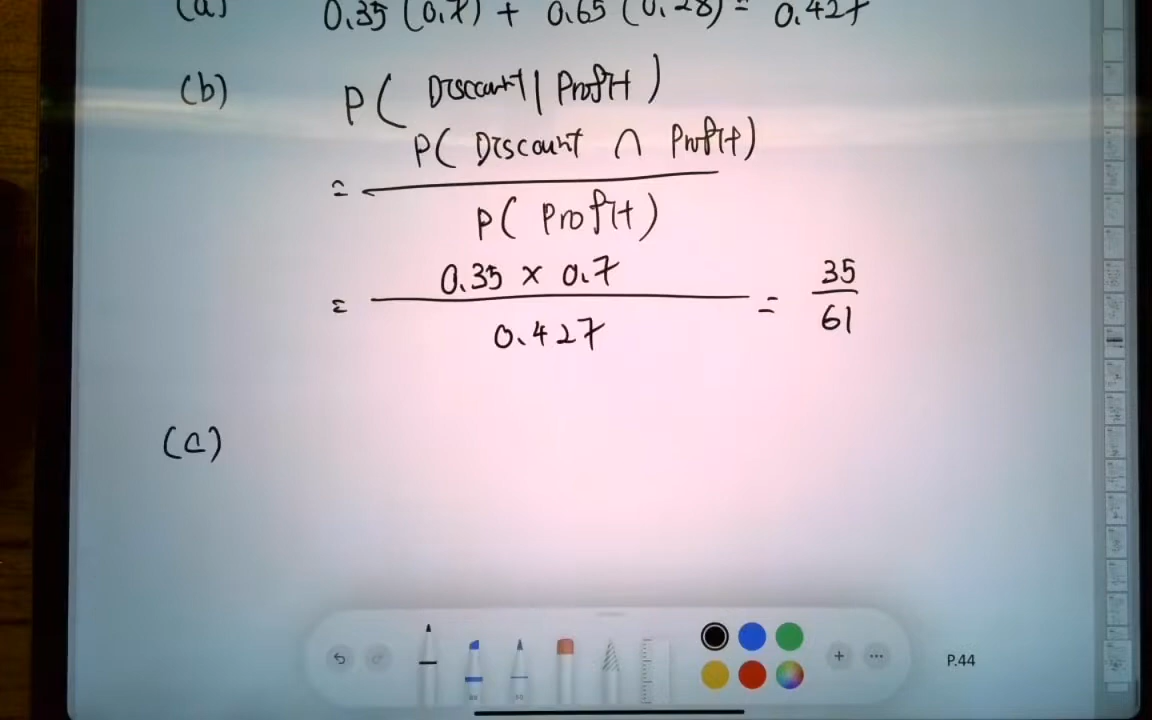 (a) 0.35 (0.7) + 0.65 (0.28) = 0.427
(b) P( Discount | Profit )
P( Discount ∩ Profit)
=
P( Profit)
0.35 × 0.7
= = 35/61
0.427
(c)
P.44